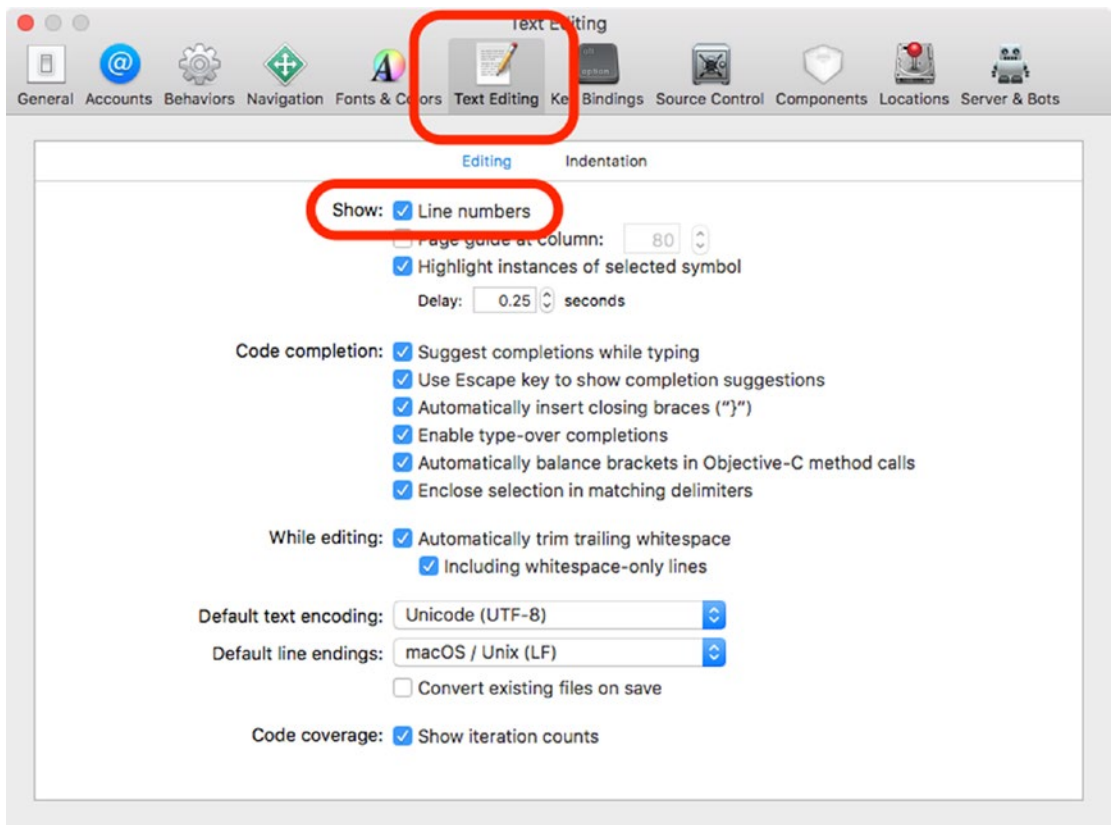 Text Editing
General Accounts Behaviors Navigation Fonts & Colors Text Editing Key Bindings Source Control Components Locations Server & Bots
Editing Indentation
Show: Line numbers
Page guide at column: 80
Highlight instances of selected symbol
Delay: 0.25 seconds
Code completion: Suggest completions while typing
Use Escape key to show completion suggestions
Automatically insert closing braces (“}”)
Enable type-over completions
Automatically balance brackets in Objective-C method calls
Enclose selection in matching delimiters
While editing: Automatically trim trailing whitespace
Including whitespace-only lines
Default text encoding: Unicode (UTF-8)
Default line endings: macOS / Unix (LF)
Convert existing files on save
Code coverage: Show iteration counts